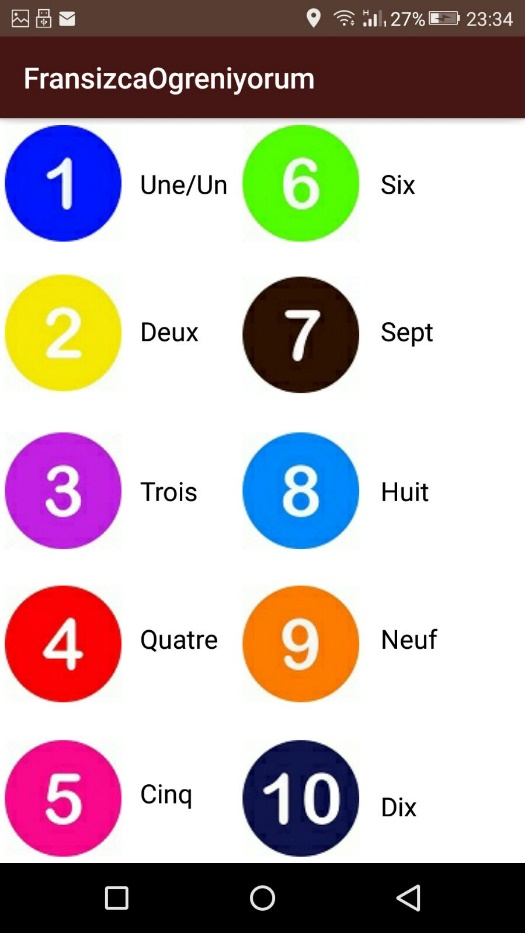 27% 23:34
FransizcaOgreniyorum
1 Une/Un 6 Six
2 Deux 7 Sept
3 Trois 8 Huit
4 Quatre 9 Neuf
5 Cinq 10 Dix